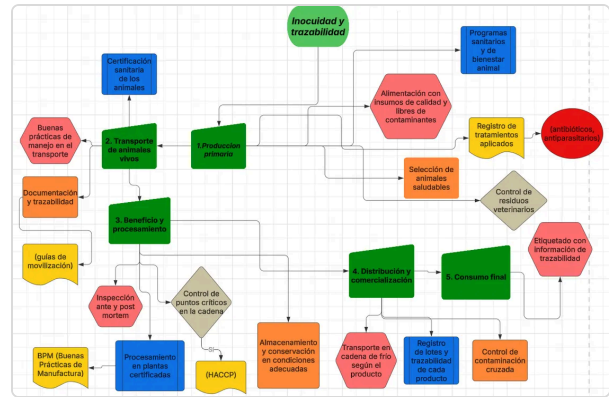 Inocuidad y
trazabilidad
Programas
sanitarios y
de bienestar
animal
Certificación
sanitaria
de los
animales
Alimentación con
insumos de calidad y
libres de
contaminantes
Buenas
prácticas de
manejo en el
transporte
2. Transporte
de animales
vivos
1.Produccion
primaria
Registro de
tratamientos
aplicados
(antibióticos,
antiparasitarios)
Documentación
y trazabilidad
Selección de
animales
saludables
Control de
residuos
veterinarios
3. Beneficio y
procesamiento
(guías de
movilización)
4. Distribución y
comercialización
5. Consumo final
Etiquetado con
información de
trazabilidad
Inspección
ante y post
mortem
Control de
puntos críticos
en la cadena
Almacenamiento
y conservación
en condiciones
adecuadas
BPM (Buenas
Prácticas de
Manufactura)
Procesamiento
en plantas
certificadas
(HACCP)
Transporte en
cadena de frío
según el
producto
Registro
de lotes y
trazabilidad
de cada
producto
Control de
contaminación
cruzada